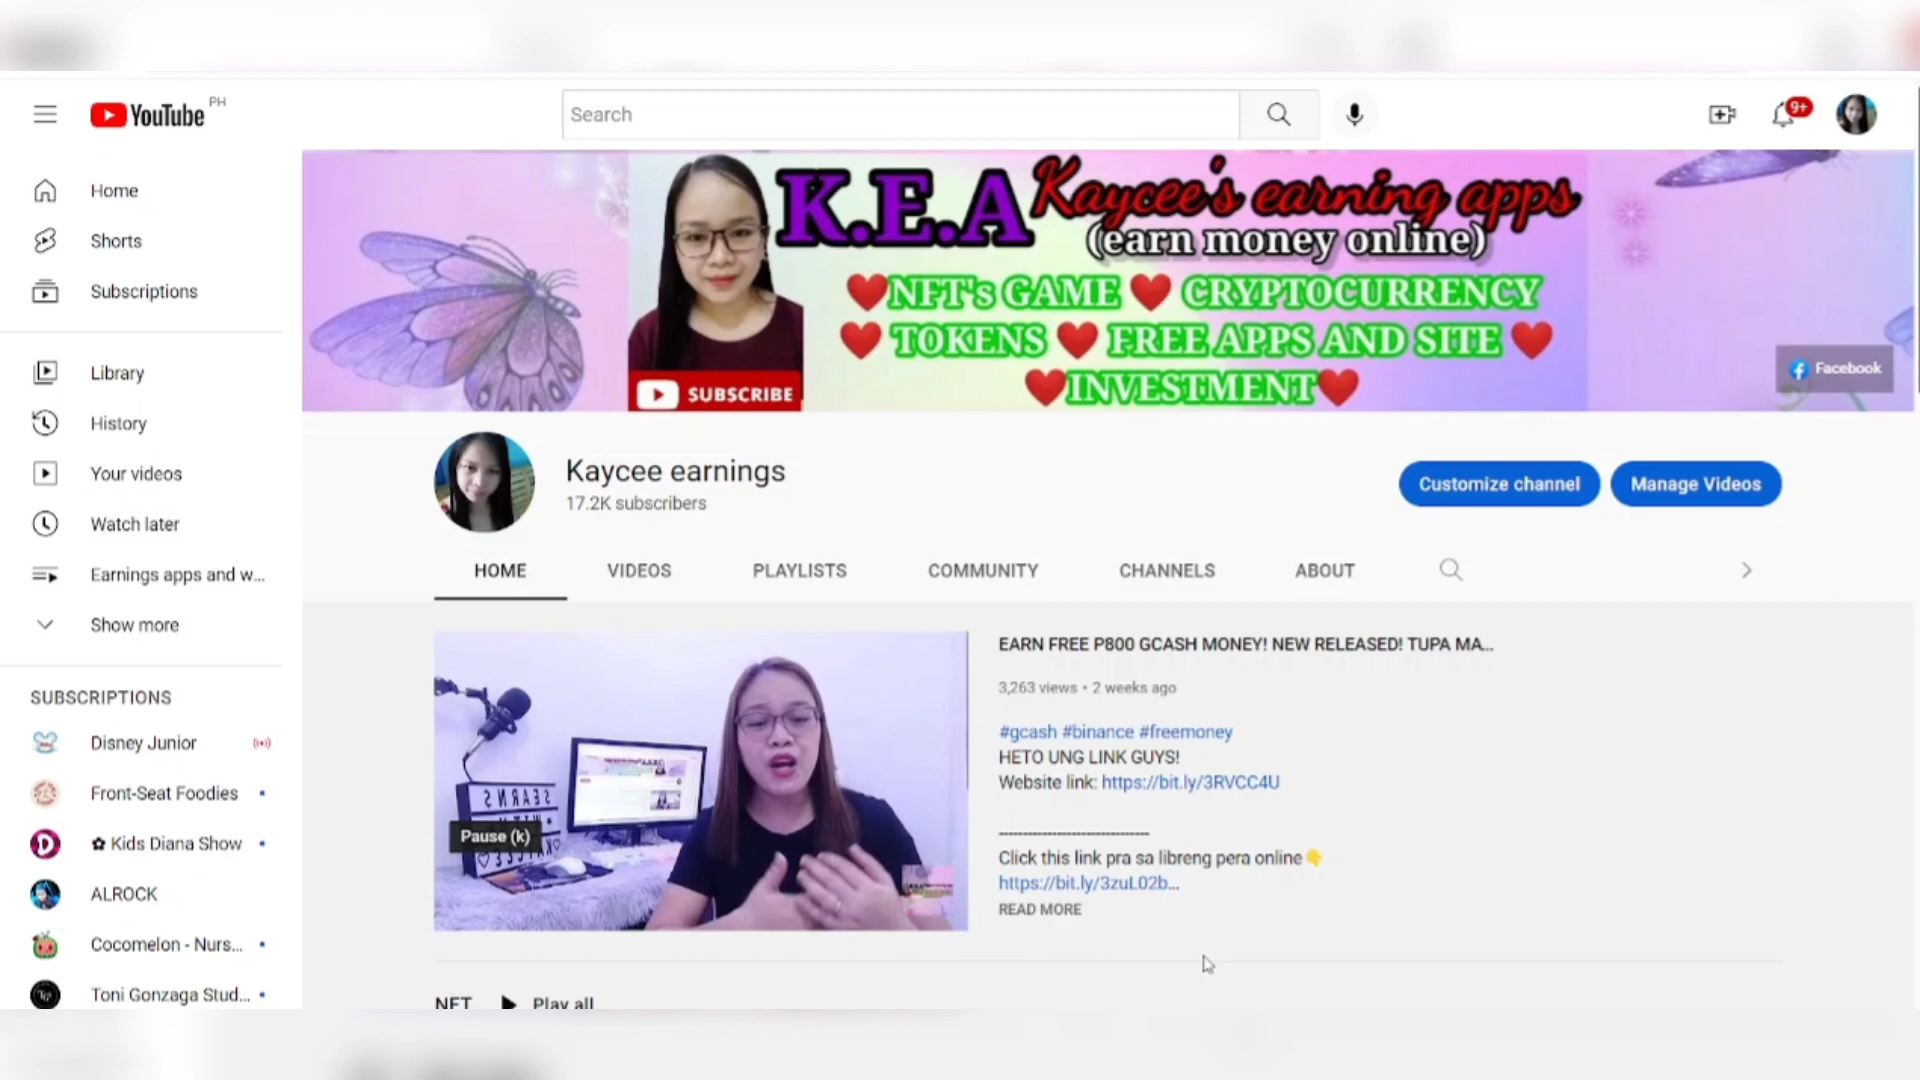 YouTube PH
Search
9+
Home
Shorts
Subscriptions
Library
History
Your videos
Watch later
Earnings apps and w...
Show more
SUBSCRIPTIONS
Disney Junior
Front-Seat Foodies
✿ Kids Diana Show
ALROCK
Cocomelon - Nurs...
Toni Gonzaga Stud...
K.E.A Kaycee's earning apps
(earn money online)
❤️NFT's GAME ❤️ CRYPTOCURRENCY
❤️ TOKENS ❤️ FREE APPS AND SITE ❤️
❤️INVESTMENT❤️
SUBSCRIBE
Facebook
Kaycee earnings
17.2K subscribers
Customize channel
Manage Videos
HOME
VIDEOS
PLAYLISTS
COMMUNITY
CHANNELS
ABOUT
Pause (k)
EARN FREE P800 GCASH MONEY! NEW RELEASED! TUPA MA...
3,263 views • 2 weeks ago
#gcash #binance #freemoney
HETO UNG LINK GUYS!
Website link: https://bit.ly/3RVCC4U
------------------------------
Click this link pra sa libreng pera online👇
https://bit.ly/3zuL02b...
READ MORE
NFT
Play all